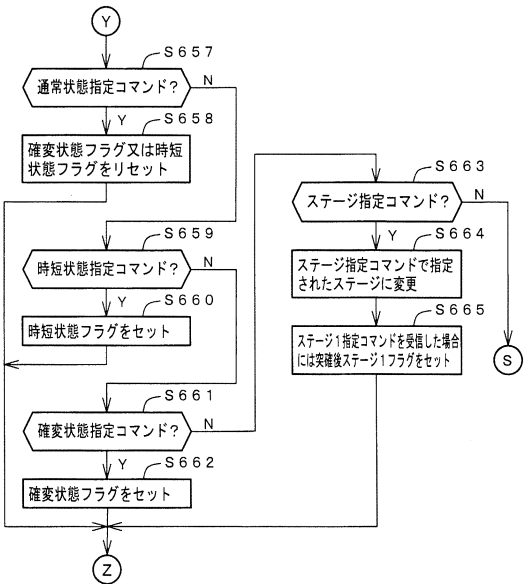 Y
S657
通常状態指定コマンド?
N
Y
S658
確変状態フラグ又は時短
状態フラグをリセット
S659
時短状態指定コマンド?
N
Y
S660
時短状態フラグをセット
S661
確変状態指定コマンド?
N
Y
S662
確変状態フラグをセット
Z
S663
ステージ指定コマンド?
N
Y
S664
ステージ指定コマンドで指定
されたステージに変更
S665
ステージ1指定コマンドを受信した場合
には突確後ステージ1フラグをセット
S